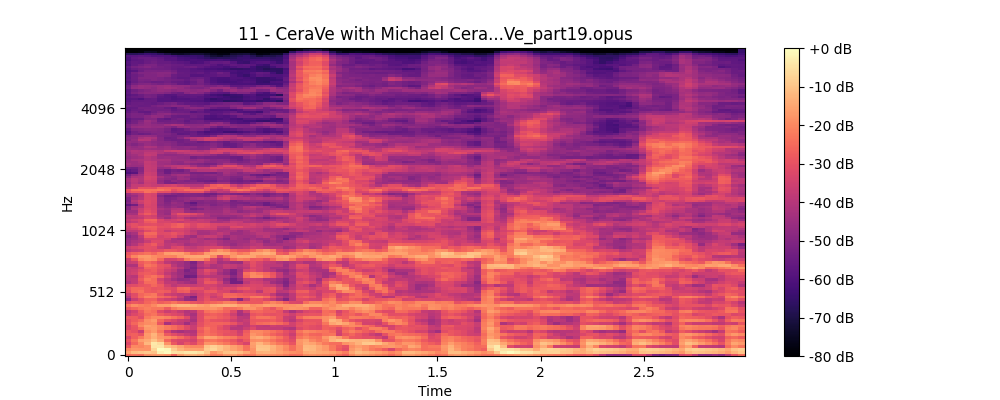 11 - CeraVe with Michael Cera...Ve_part19.opus
Hz
4096
2048
1024
512
0
0
0.5
1
1.5
2
2.5
Time
+0 dB
-10 dB
-20 dB
-30 dB
-40 dB
-50 dB
-60 dB
-70 dB
-80 dB